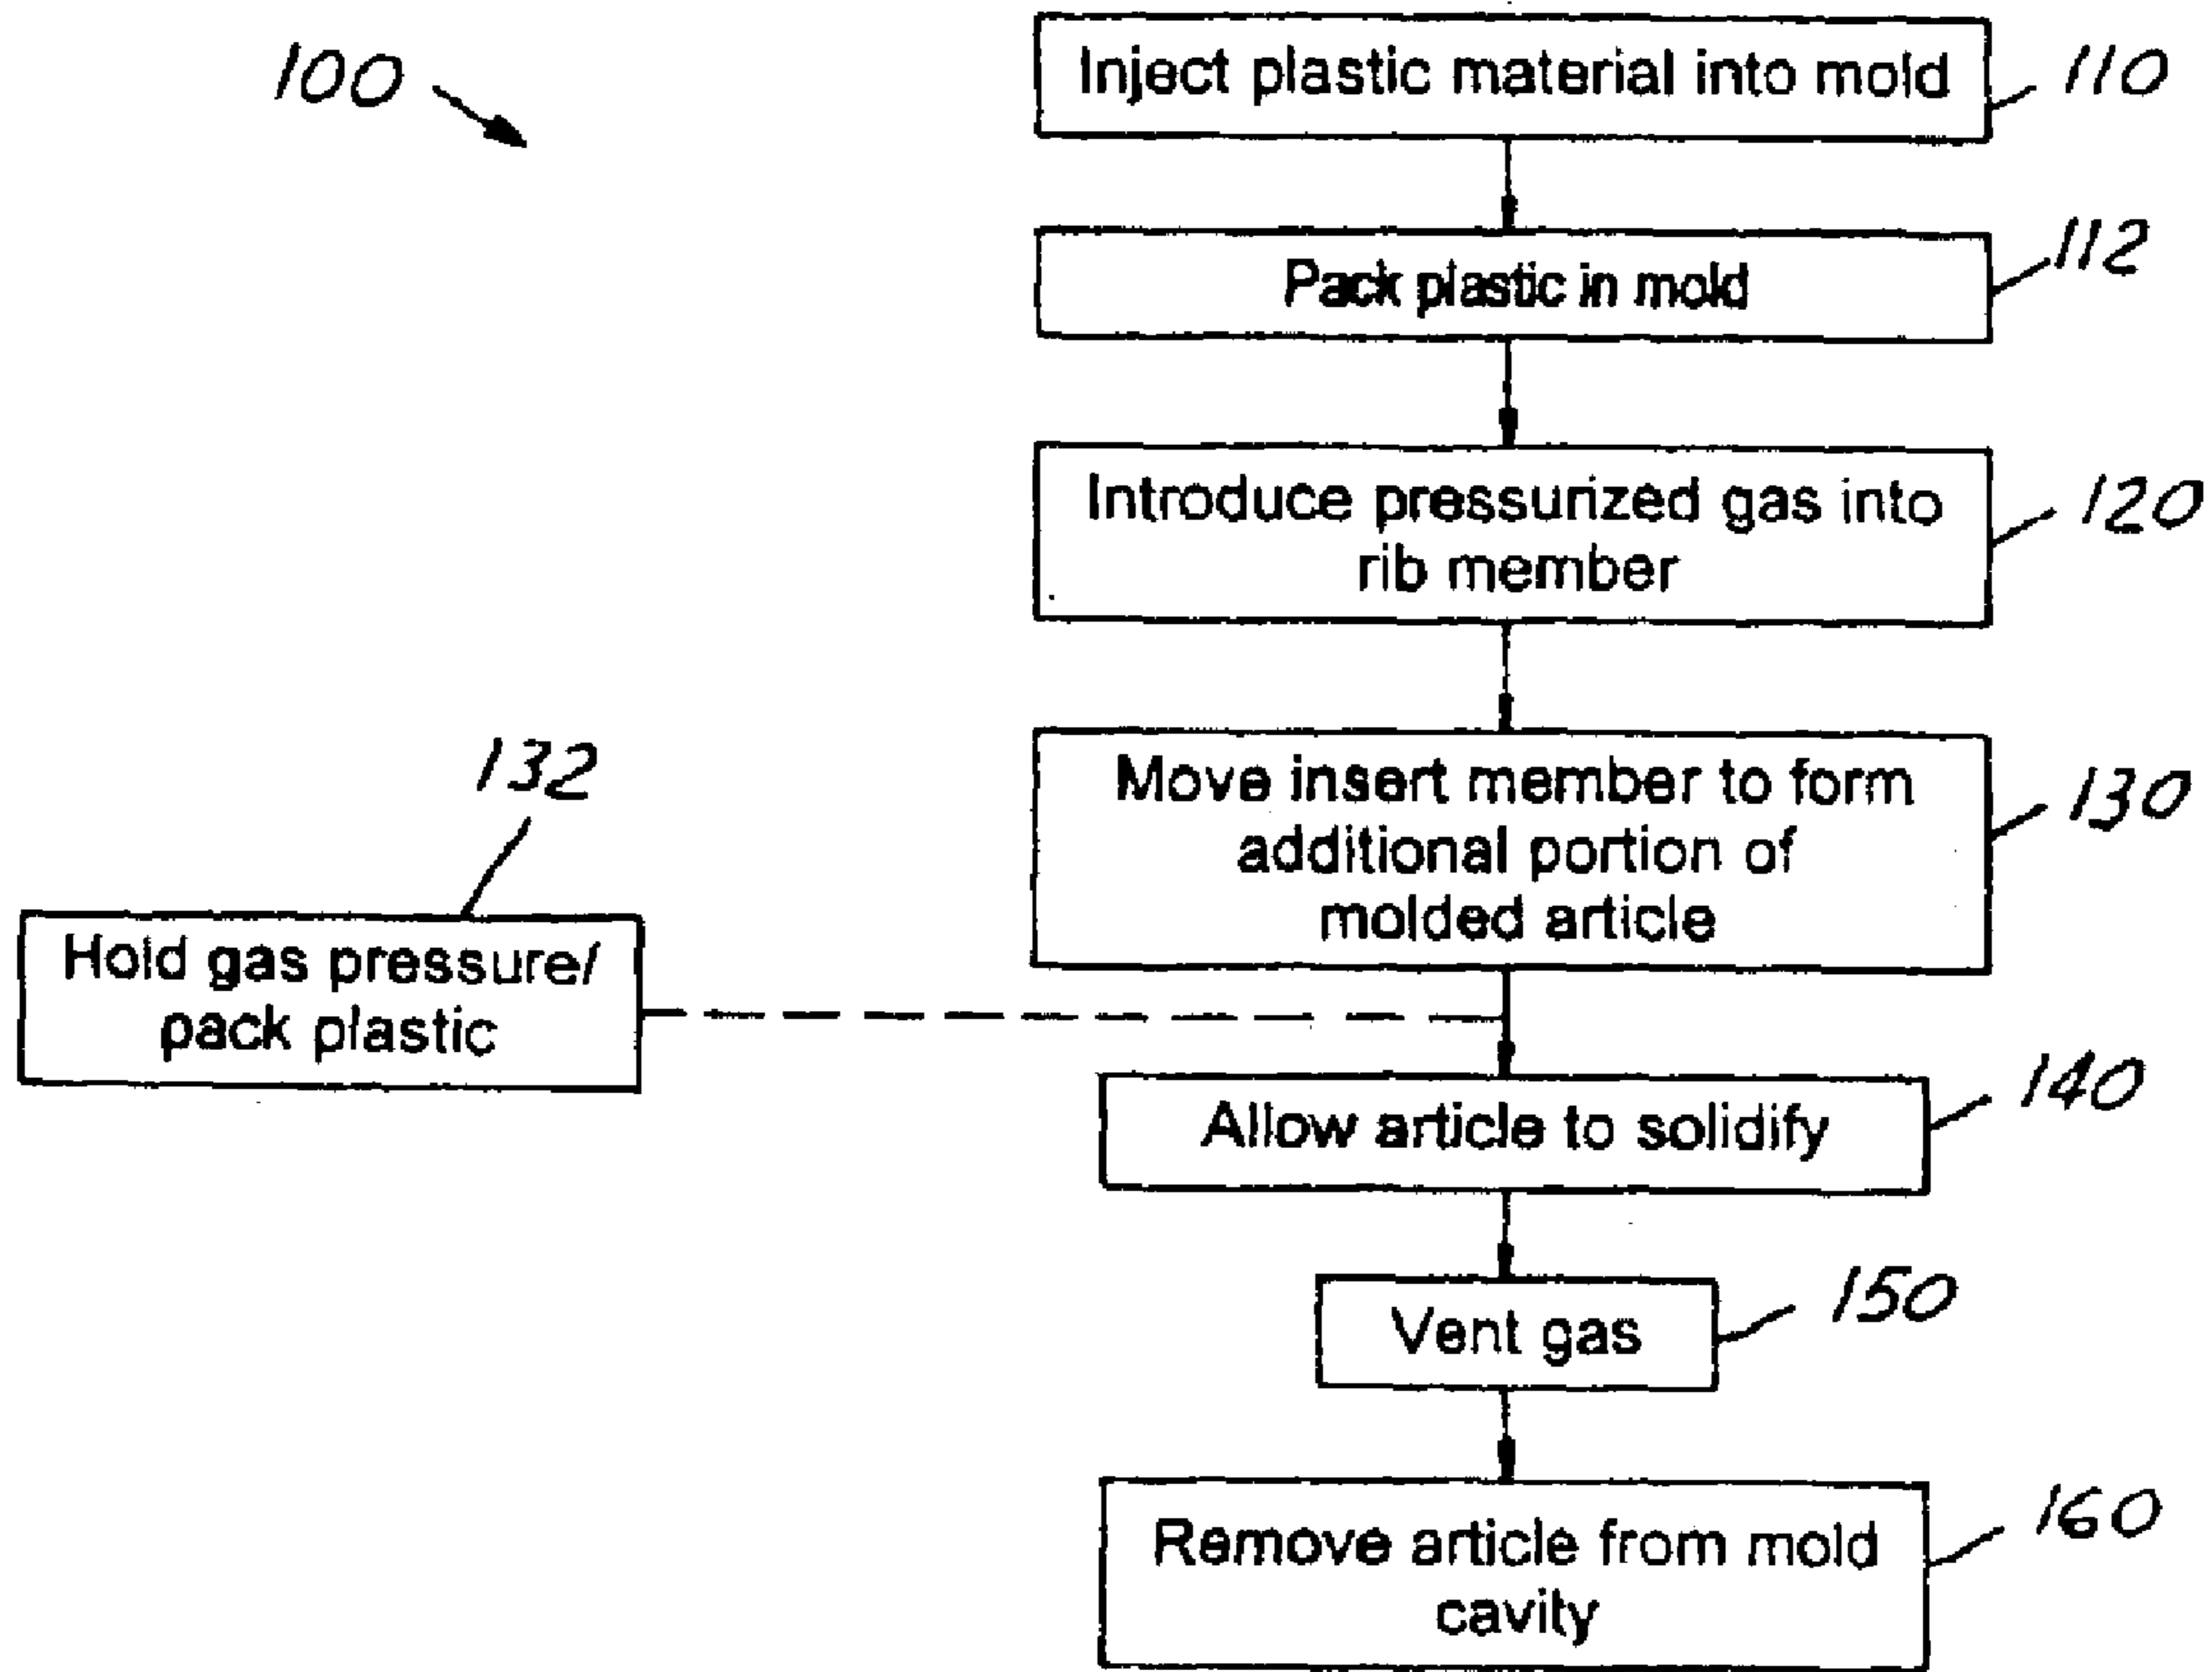 100
Inject plastic material into mold
110
Pack plastic in mold
112
Introduce pressurized gas into
rib member
120
Move insert member to form
additional portion of
molded article
130
132
Hold gas pressure/
pack plastic
Allow article to solidify
140
Vent gas
150
Remove article from mold
cavity
160